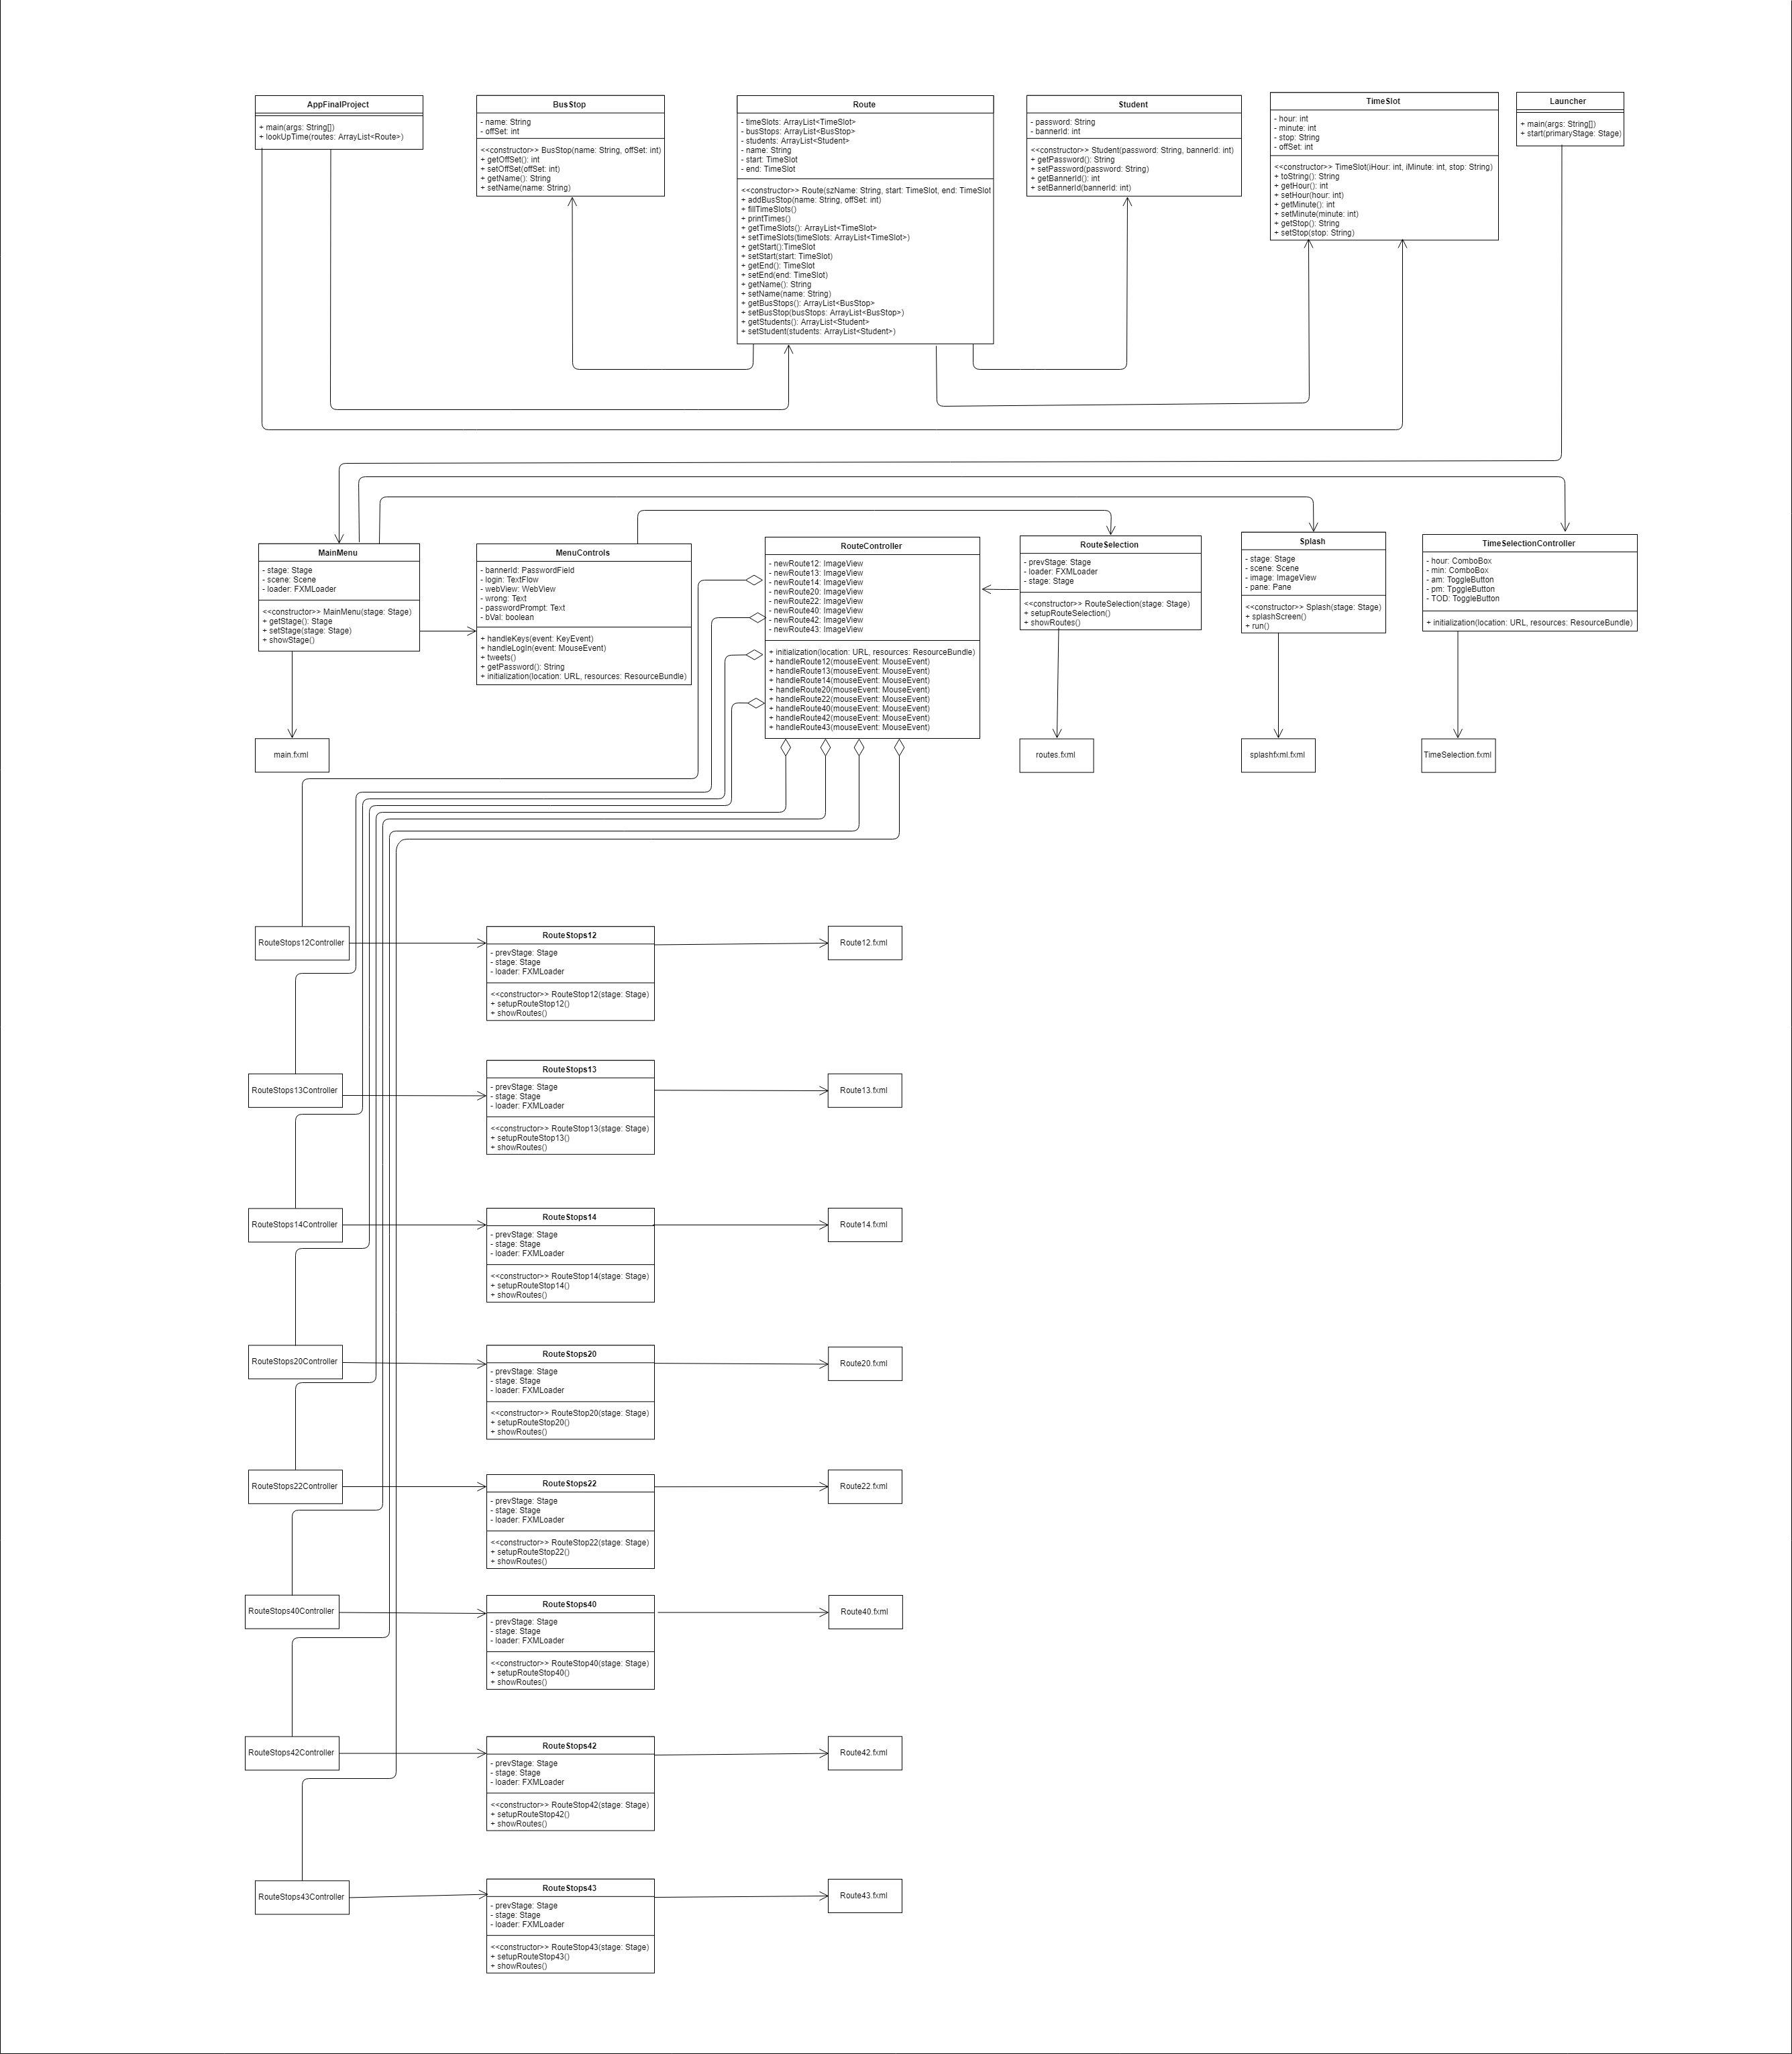 AppFinalProject
+ main(args: String[])
+ lookUpTime(routes: ArrayList<Route>)
BusStop
- name: String
- offSet: int
<<constructor>> BusStop(name: String, offSet: int)
+ getOffSet(): int
+ setOffSet(offSet: int)
+ getName(): String
+ setName(name: String)
Route
- timeSlots: ArrayList<TimeSlot>
- busStops: ArrayList<BusStop>
- students: ArrayList<Student>
- name: String
- start: TimeSlot
- end: TimeSlot
<<constructor>> Route(szName: String, start: TimeSlot, end: TimeSlot
+ addBusStop(name: String, offSet: int)
+ fillTimeSlots()
+ printTimes()
+ getTimeSlots(): ArrayList<TimeSlot>
+ setTimeSlots(timeSlots: ArrayList<TimeSlot>)
+ getStart():TimeSlot
+ setStart(start: TimeSlot)
+ getEnd(): TimeSlot
+ setEnd(end: TimeSlot)
+ getName(): String
+ setName(name: String)
+ getBusStops(): ArrayList<BusStop>
+ setBusStop(busStops: ArrayList<BusStop>)
+ getStudents(): ArrayList<Student>
+ setStudent(students: ArrayList<Student>)
Student
- password: String
- bannerId: int
<<constructor>> Student(password: String, bannerId: int)
+ getPassword(): String
+ setPassword(password: String)
+ getBannerId(): int
+ setBannerId(bannerId: int)
TimeSlot
- hour: int
- minute: int
- stop: String
- offSet: int
<<constructor>> TimeSlot(iHour: int, iMinute: int, stop: String)
+ toString(): String
+ getHour(): int
+ setHour(hour: int)
+ getMinute(): int
+ setMinute(minute: int)
+ getStop(): String
+ setStop(stop: String)
Launcher
+ main(args: String[])
+ start(primaryStage: Stage)
MainMenu
- stage: Stage
- scene: Scene
- loader: FXMLoader
<<constructor>> MainMenu(stage: Stage)
+ getStage(): Stage
+ setStage(stage: Stage)
+ showStage()
MenuControls
- bannerId: PasswordField
- login: TextFlow
- webView: WebView
- wrong: Text
- passwordPrompt: Text
- bVal: boolean
+ handleKeys(event: KeyEvent)
+ handleLogIn(event: MouseEvent)
+ tweets()
+ getPassword(): String
+ initialization(location: URL, resources: ResourceBundle)
RouteController
- newRoute12: ImageView
- newRoute13: ImageView
- newRoute14: ImageView
- newRoute20: ImageView
- newRoute22: ImageView
- newRoute40: ImageView
- newRoute42: ImageView
- newRoute43: ImageView
+ initialization(location: URL, resources: ResourceBundle)
+ handleRoute12(mouseEvent: MouseEvent)
+ handleRoute13(mouseEvent: MouseEvent)
+ handleRoute14(mouseEvent: MouseEvent)
+ handleRoute20(mouseEvent: MouseEvent)
+ handleRoute22(mouseEvent: MouseEvent)
+ handleRoute40(mouseEvent: MouseEvent)
+ handleRoute42(mouseEvent: MouseEvent)
+ handleRoute43(mouseEvent: MouseEvent)
RouteSelection
- prevStage: Stage
- loader: FXMLoader
- stage: Stage
<<constructor>> RouteSelection(stage: Stage)
+ setupRouteSelection()
+ showRoutes()
Splash
- stage: Stage
- scene: Scene
- image: ImageView
- pane: Pane
<<constructor>> Splash(stage: Stage)
+ splashScreen()
+ run()
TimeSelectionController
- hour: ComboBox
- min: ComboBox
- am: ToggleButton
- pm: TpggleButton
- TOD: ToggleButton
+ initialization(location: URL, resources: ResourceBundle)
main.fxml
routes.fxml
splashfxml.fxml
TimeSelection.fxml
RouteStops12Controller
RouteStops12
- prevStage: Stage
- stage: Stage
- loader: FXMLoader
<<constructor>> RouteStop12(stage: Stage)
+ setupRouteStop12()
+ showRoutes()
Route12.fxml
RouteStops13Controller
RouteStops13
- prevStage: Stage
- stage: Stage
- loader: FXMLoader
<<constructor>> RouteStop13(stage: Stage)
+ setupRouteStop13()
+ showRoutes()
Route13.fxml
RouteStops14Controller
RouteStops14
- prevStage: Stage
- stage: Stage
- loader: FXMLoader
<<constructor>> RouteStop14(stage: Stage)
+ setupRouteStop14()
+ showRoutes()
Route14.fxml
RouteStops20Controller
RouteStops20
- prevStage: Stage
- stage: Stage
- loader: FXMLoader
<<constructor>> RouteStop20(stage: Stage)
+ setupRouteStop20()
+ showRoutes()
Route20.fxml
RouteStops22Controller
RouteStops22
- prevStage: Stage
- stage: Stage
- loader: FXMLoader
<<constructor>> RouteStop22(stage: Stage)
+ setupRouteStop22()
+ showRoutes()
Route22.fxml
RouteStops40Controller
RouteStops40
- prevStage: Stage
- stage: Stage
- loader: FXMLoader
<<constructor>> RouteStop40(stage: Stage)
+ setupRouteStop40()
+ showRoutes()
Route40.fxml
RouteStops42Controller
RouteStops42
- prevStage: Stage
- stage: Stage
- loader: FXMLoader
<<constructor>> RouteStop42(stage: Stage)
+ setupRouteStop42()
+ showRoutes()
Route42.fxml
RouteStops43Controller
RouteStops43
- prevStage: Stage
- stage: Stage
- loader: FXMLoader
<<constructor>> RouteStop43(stage: Stage)
+ setupRouteStop43()
+ showRoutes()
Route43.fxml